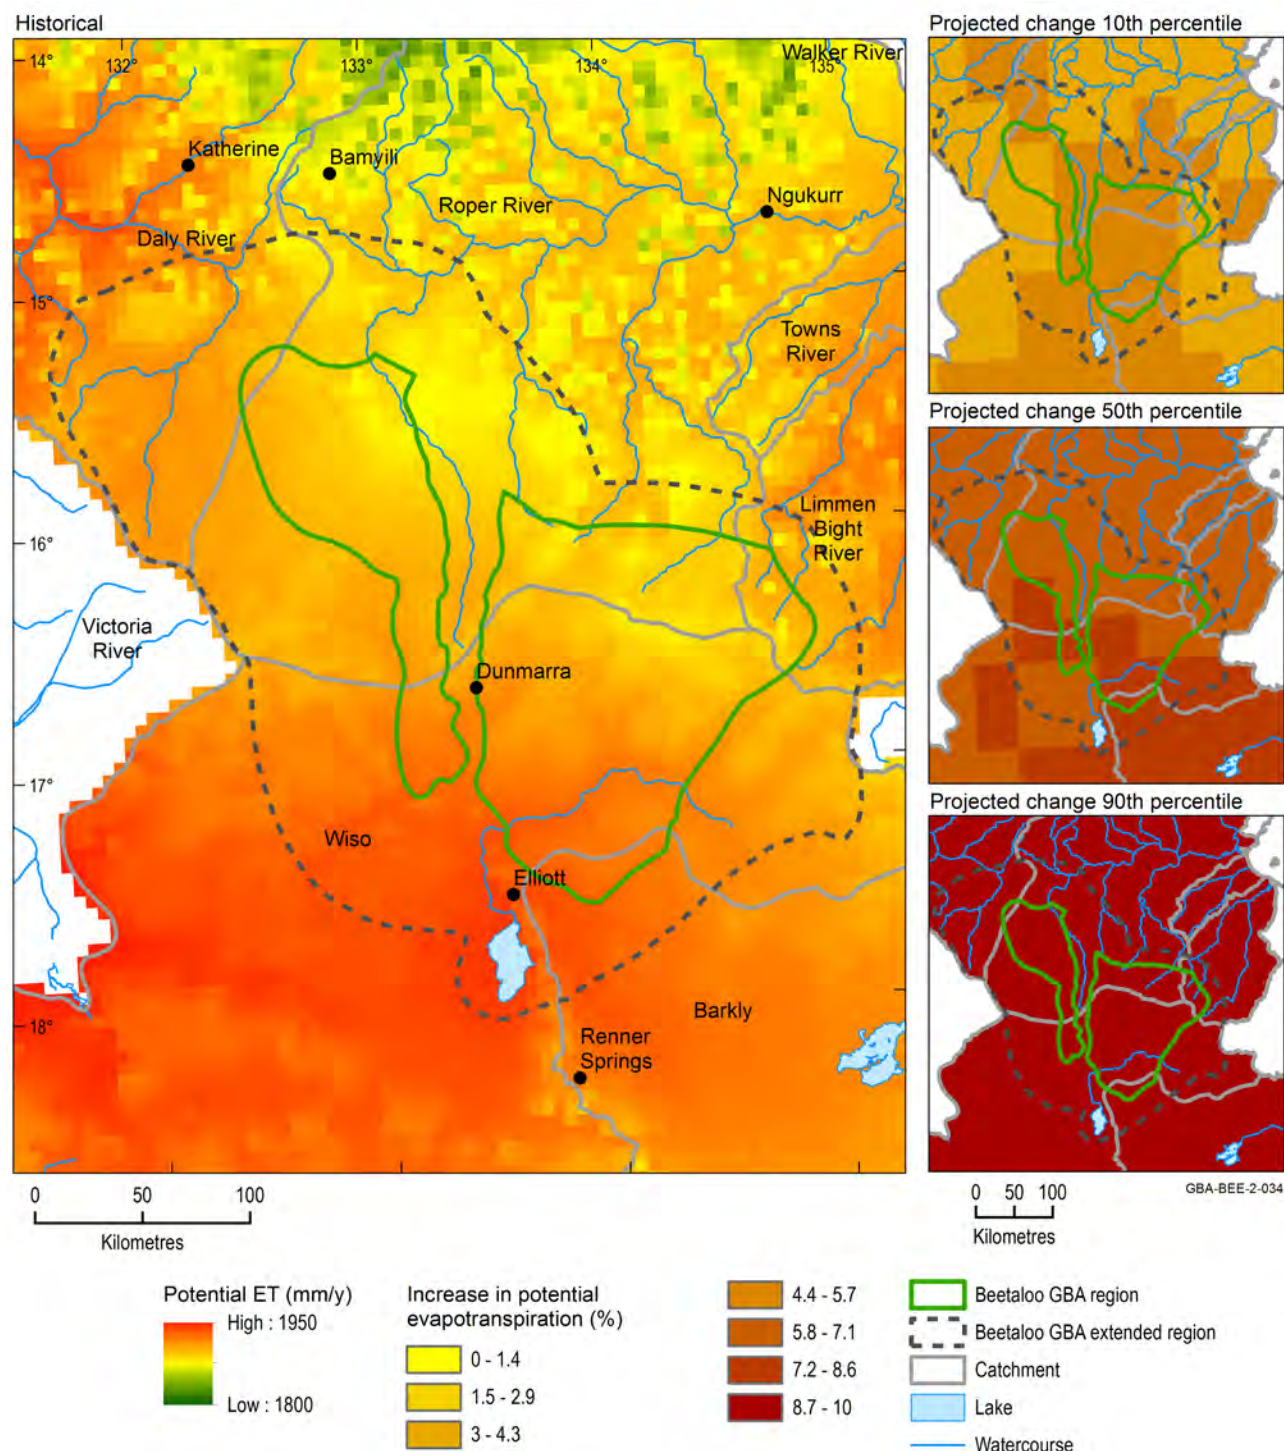 Historical
14°
132°
133°
134°
135°
Walker River
Katherine
Bamyili
Roper River
Ngukurr
Daly River
15°
Towns
River
16°
Limmen
Bight
River
Victoria
River
Dunmarra
17°
Wiso
Elliott
18°
Barkly
Renner
Springs
0 50 100
Kilometres
Projected change 10th percentile
Projected change 50th percentile
Projected change 90th percentile
GBA-BEE-2-034
0 50 100
Kilometres
Potential ET (mm/y)
High : 1950
Low : 1800
Increase in potential
evapotranspiration (%)
0 - 1.4
1.5 - 2.9
3 - 4.3
4.4 - 5.7
5.8 - 7.1
7.2 - 8.6
8.7 - 10
Beetaloo GBA region
Beetaloo GBA extended region
Catchment
Lake
Watercourse